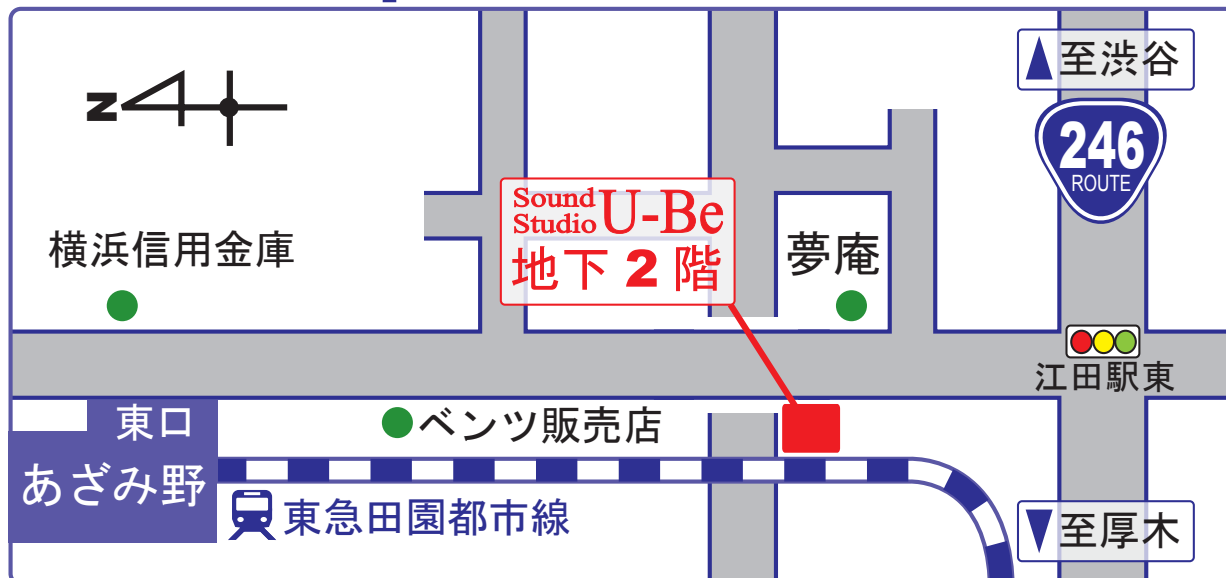 N
至渋谷
246
ROUTE
横浜信用金庫
Sound
Studio U-Be
地下2階
夢庵
江田駅東
東口
あざみ野
ベンツ販売店
東急田園都市線
至厚木